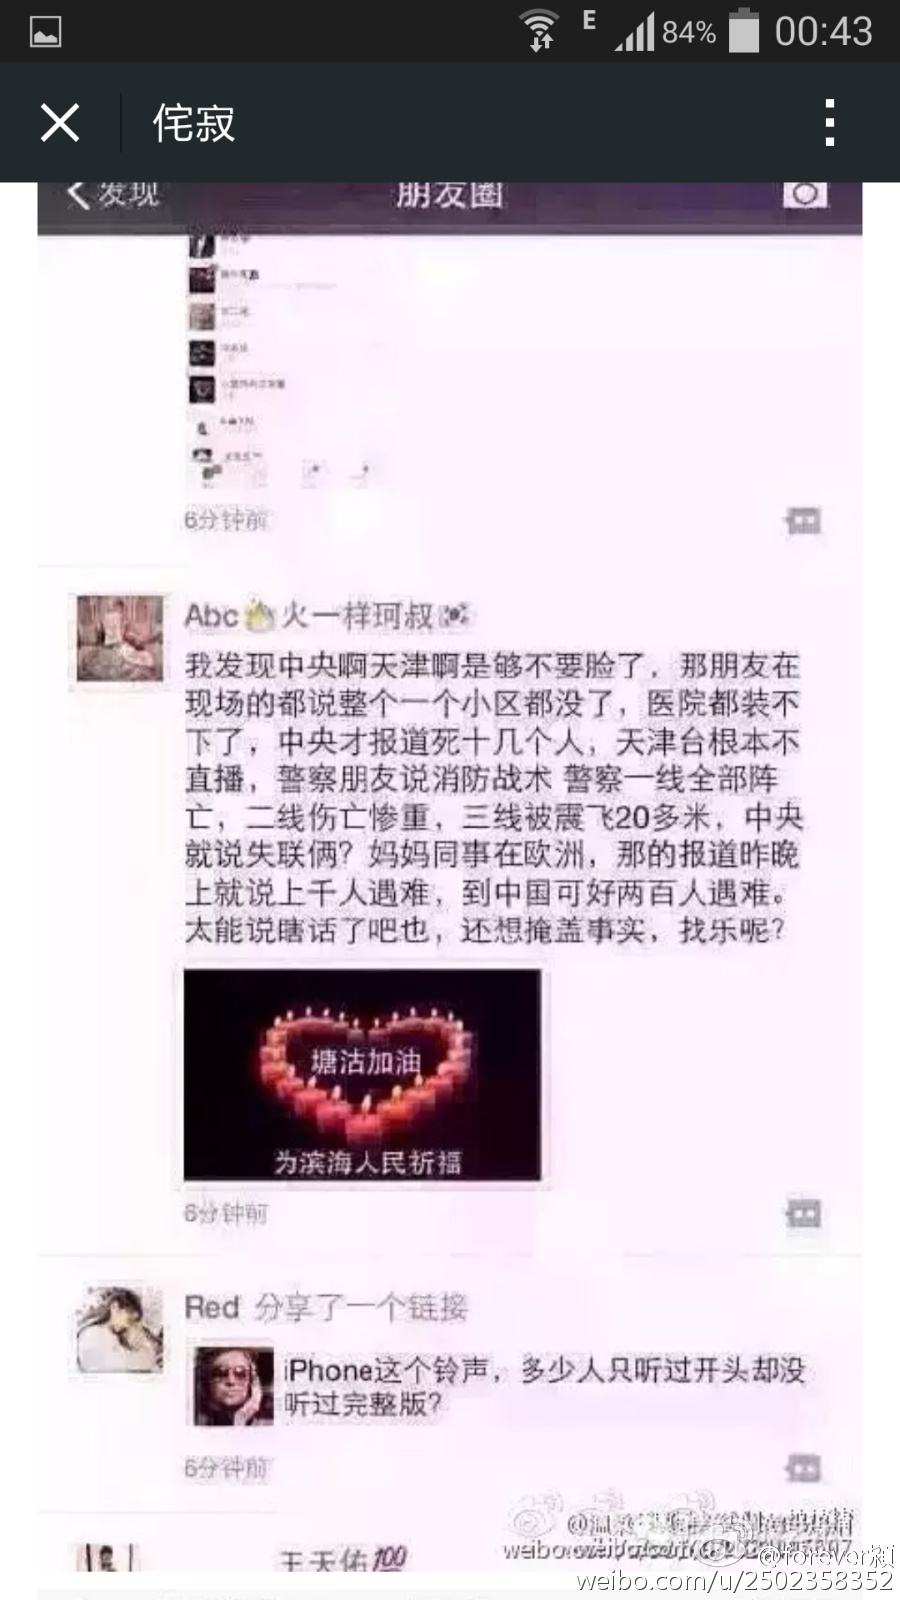 E
84%
00:43
侘寂
发现
朋友圈
6分钟前
Abc 火一样珂叔
我发现中央啊天津啊是够不要脸了，那朋友在
现场的都说整个一个小区都没了，医院都装不
下了，中央才报道死十几个人，天津台根本不
直播，警察朋友说消防战术 警察一线全部阵
亡，二线伤亡惨重，三线被震飞20多米，中央
就说失联俩？妈妈同事在欧洲，那的报道昨晚
上就说上千人遇难，到中国可好两百人遇难。
太能说瞎话了吧也，还想掩盖事实，找乐呢？
塘沽加油
为滨海人民祈福
6分钟前
Red 分享了一个链接
iPhone这个铃声，多少人只听过开头却没
听过完整版？
6分钟前
王天佑100
@forever颖
weibo.com/u/2502358352